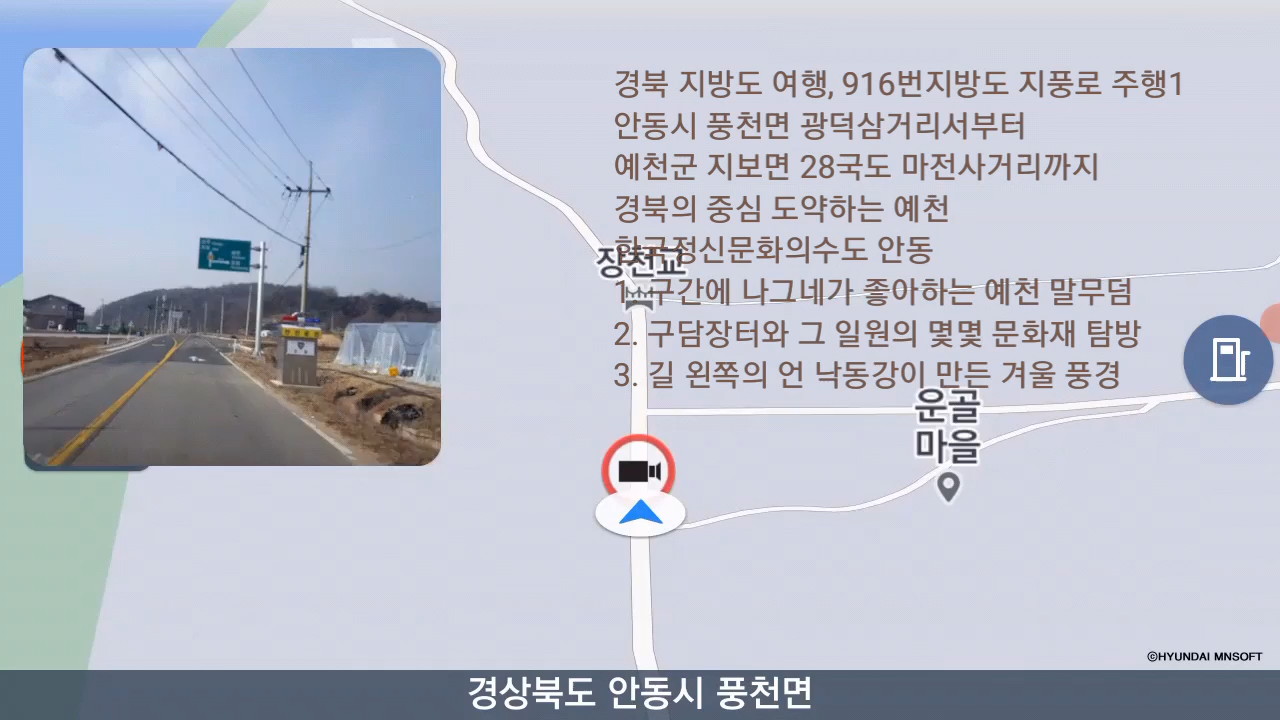 경북 지방도 여행, 916번지방도 지풍로 주행1
안동시 풍천면 광덕삼거리서부터
예천군 지보면 28국도 마전사거리까지
경북의 중심 도약하는 예천
한국정신문화의수도 안동
장천교
1. 구간에 나그네가 좋아하는 예천 말무덤
2. 구담장터와 그 일원의 몇몇 문화재 탐방
3. 길 왼쪽의 언 낙동강이 만든 겨울 풍경
운골
마을
©HYUNDAI MNSOFT
경상북도 안동시 풍천면